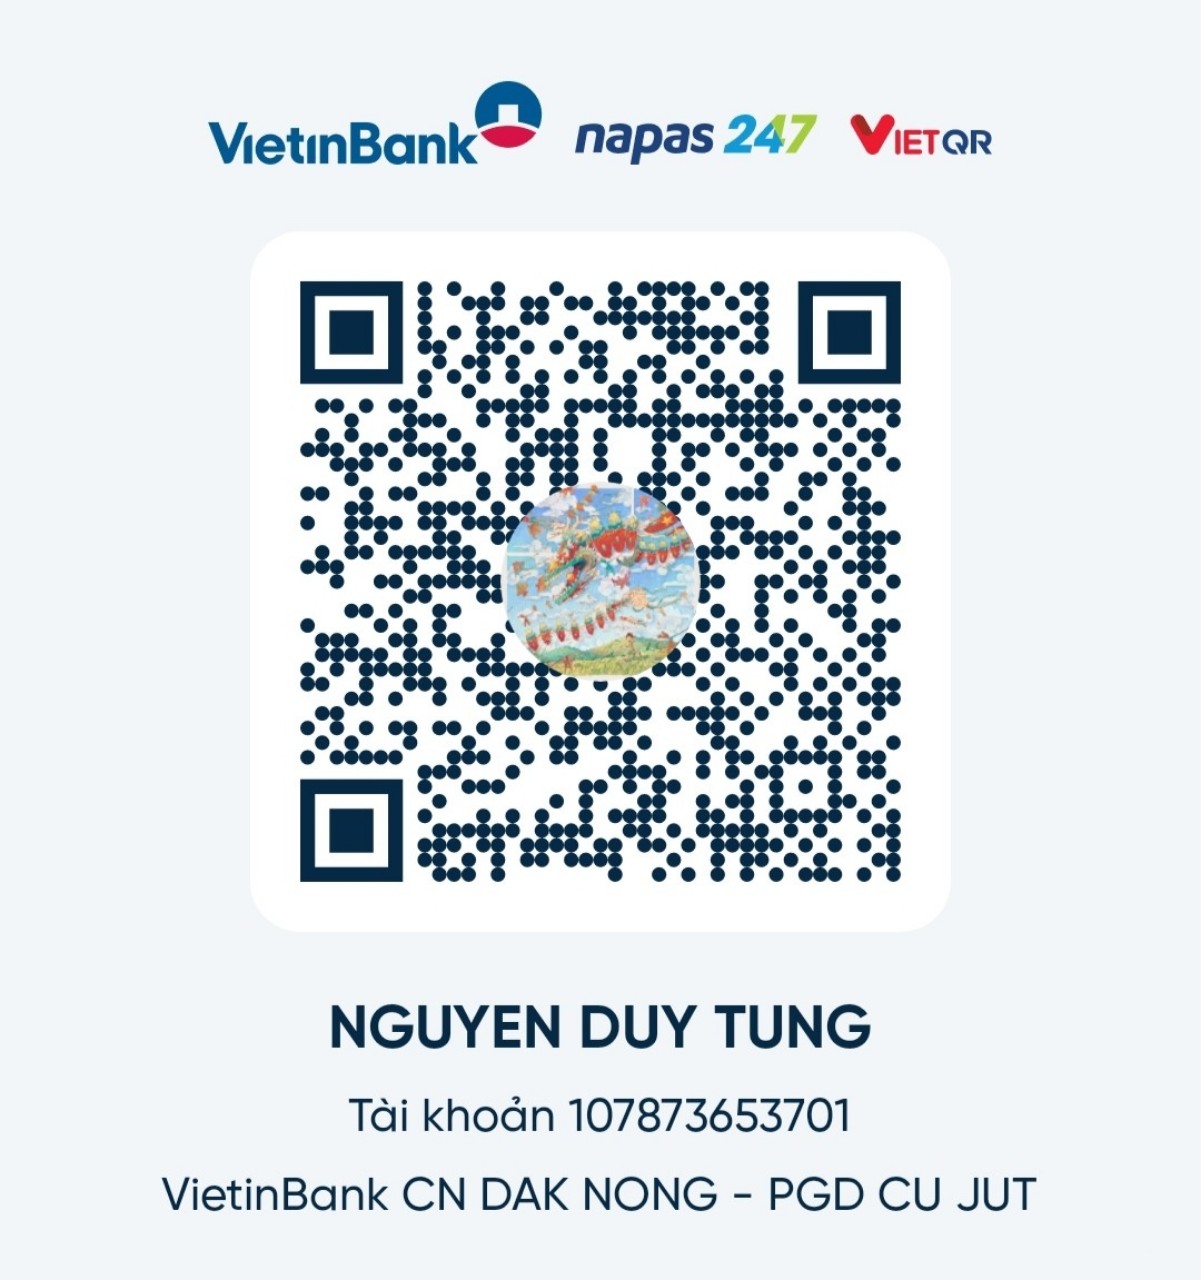 VietinBank napas 247 VIETQR
NGUYEN DUY TUNG
Tài khoản 107873653701
VietinBank CN DAK NONG - PGD CU JUT